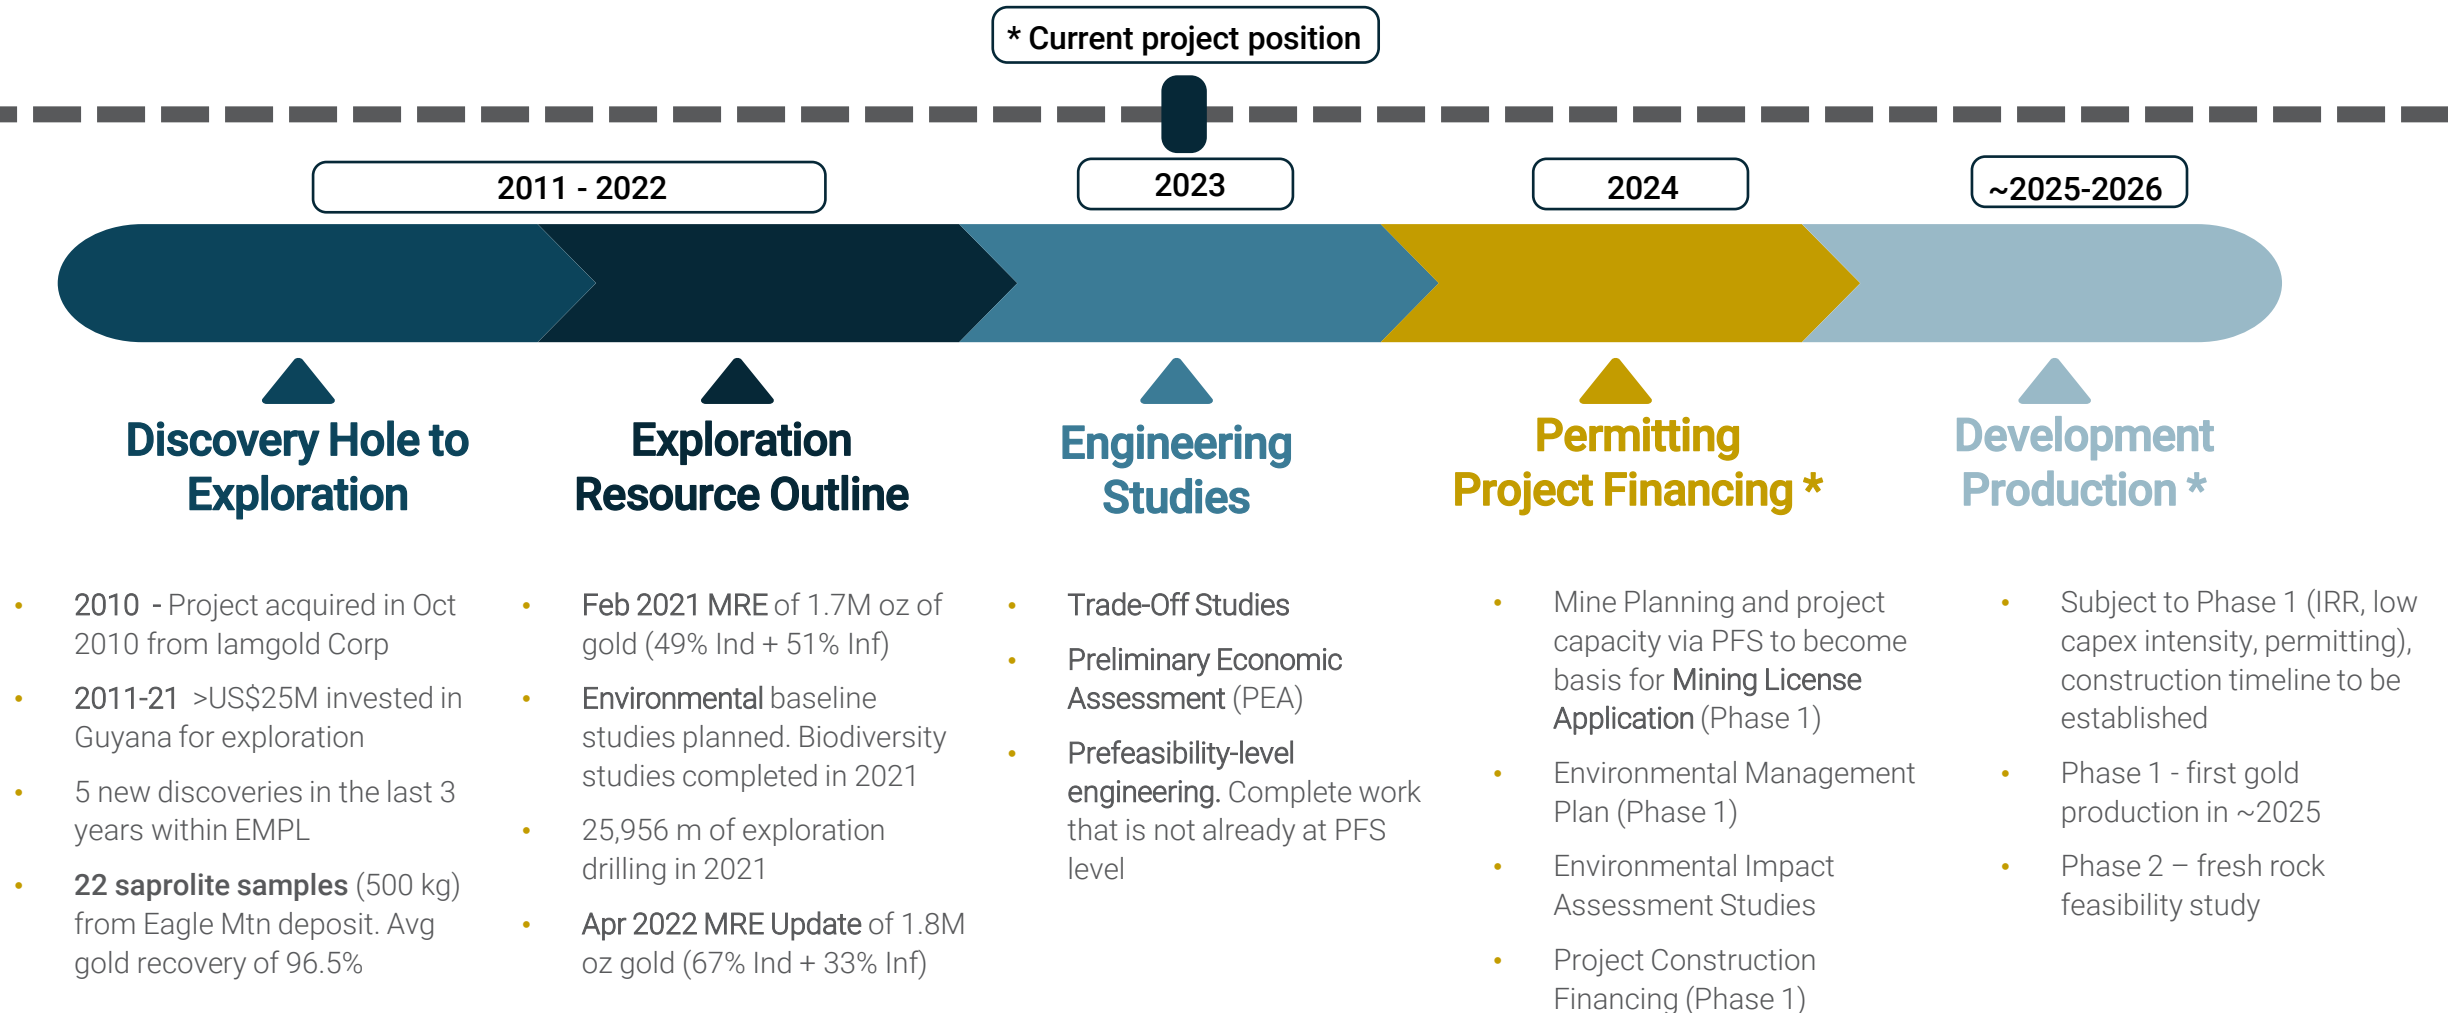 * Current project position
2011 - 2022
2023
2024
~2025-2026
Discovery Hole to
Exploration
• 2010 - Project acquired in Oct
2010 from Iamgold Corp
• 2011-21 >US$25M invested in
Guyana for exploration
• 5 new discoveries in the last 3
years within EMPL
• 22 saprolite samples (500 kg)
from Eagle Mtn deposit. Avg
gold recovery of 96.5%
Exploration
Resource Outline
• Feb 2021 MRE of 1.7M oz of
gold (49% Ind + 51% Inf)
• Environmental baseline
studies planned. Biodiversity
studies completed in 2021
• 25,956 m of exploration
drilling in 2021
• Apr 2022 MRE Update of 1.8M
oz gold (67% Ind + 33% Inf)
Engineering
Studies
• Trade-Off Studies
• Preliminary Economic
Assessment (PEA)
• Prefeasibility-level
engineering. Complete work
that is not already at PFS
level
Permitting
Project Financing *
• Mine Planning and project
capacity via PFS to become
basis for Mining License
Application (Phase 1)
• Environmental Management
Plan (Phase 1)
• Environmental Impact
Assessment Studies
• Project Construction
Financing (Phase 1)
Development
Production *
• Subject to Phase 1 (IRR, low
capex intensity, permitting),
construction timeline to be
established
• Phase 1 - first gold
production in ~2025
• Phase 2 – fresh rock
feasibility study